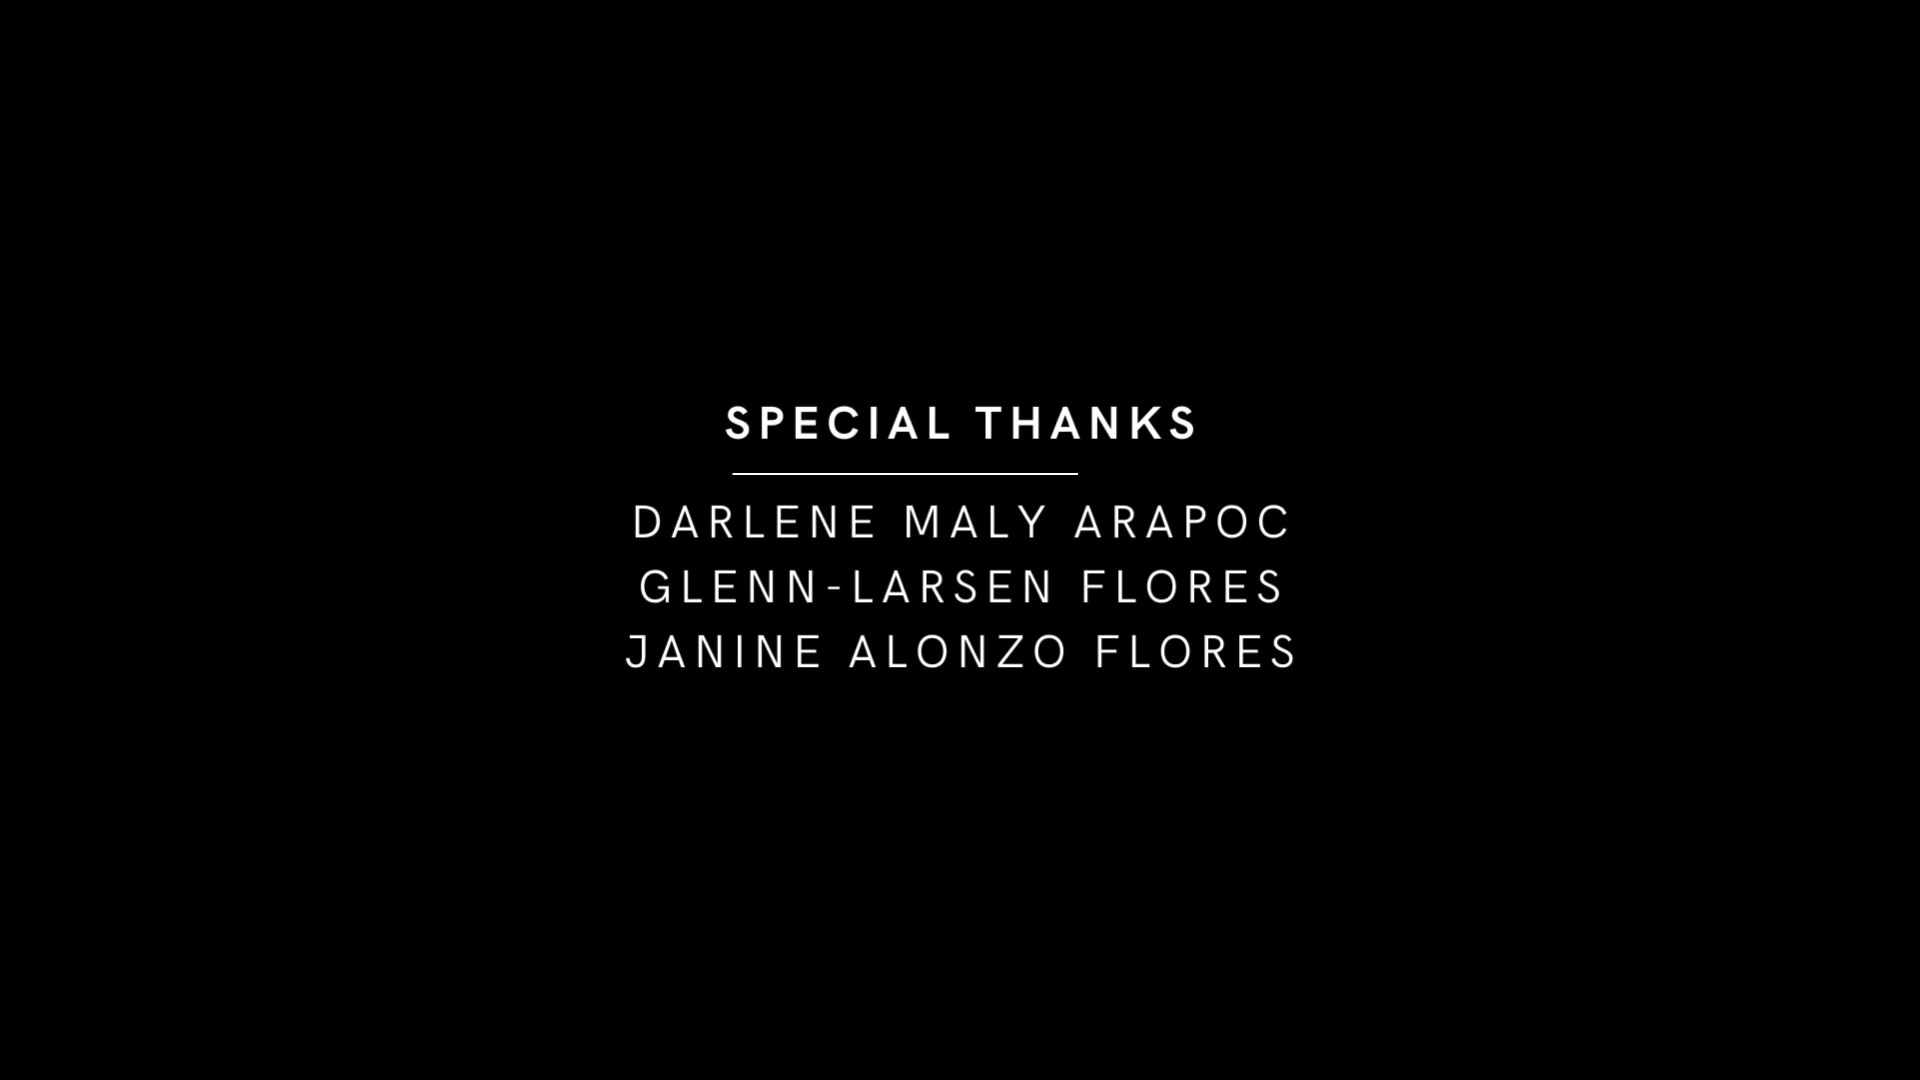 SPECIAL THANKS
DARLENE MALY ARAPOC
GLENN-LARSEN FLORES
JANINE ALONZO FLORES